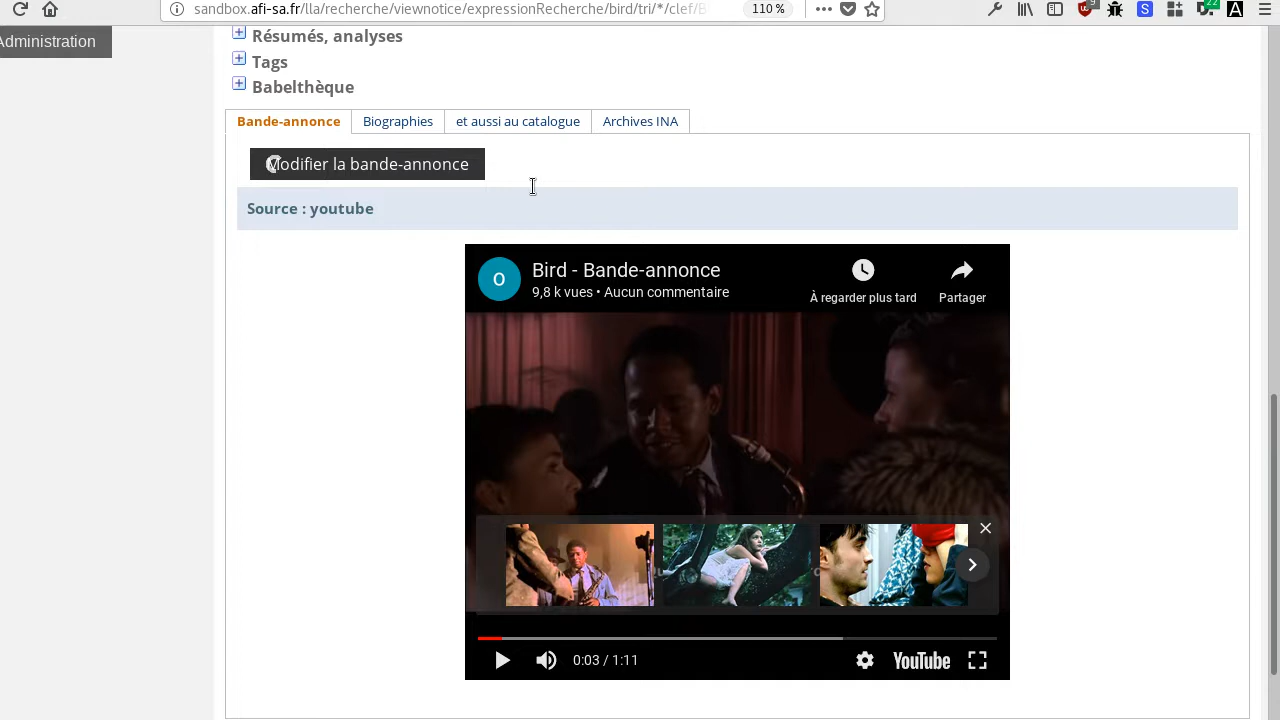 sandbox.afi-sa.fr/lla/recherche/viewnotice/expressionRecherche/bird/tri/*/clef/B
110 %
22
Administration
Résumés, analyses
Tags
Babelthèque
Bande-annonce
Biographies
et aussi au catalogue
Archives INA
Modifier la bande-annonce
Source : youtube
O
Bird - Bande-annonce
9,8 k vues • Aucun commentaire
À regarder plus tard
Partager
0:03 / 1:11
YouTube